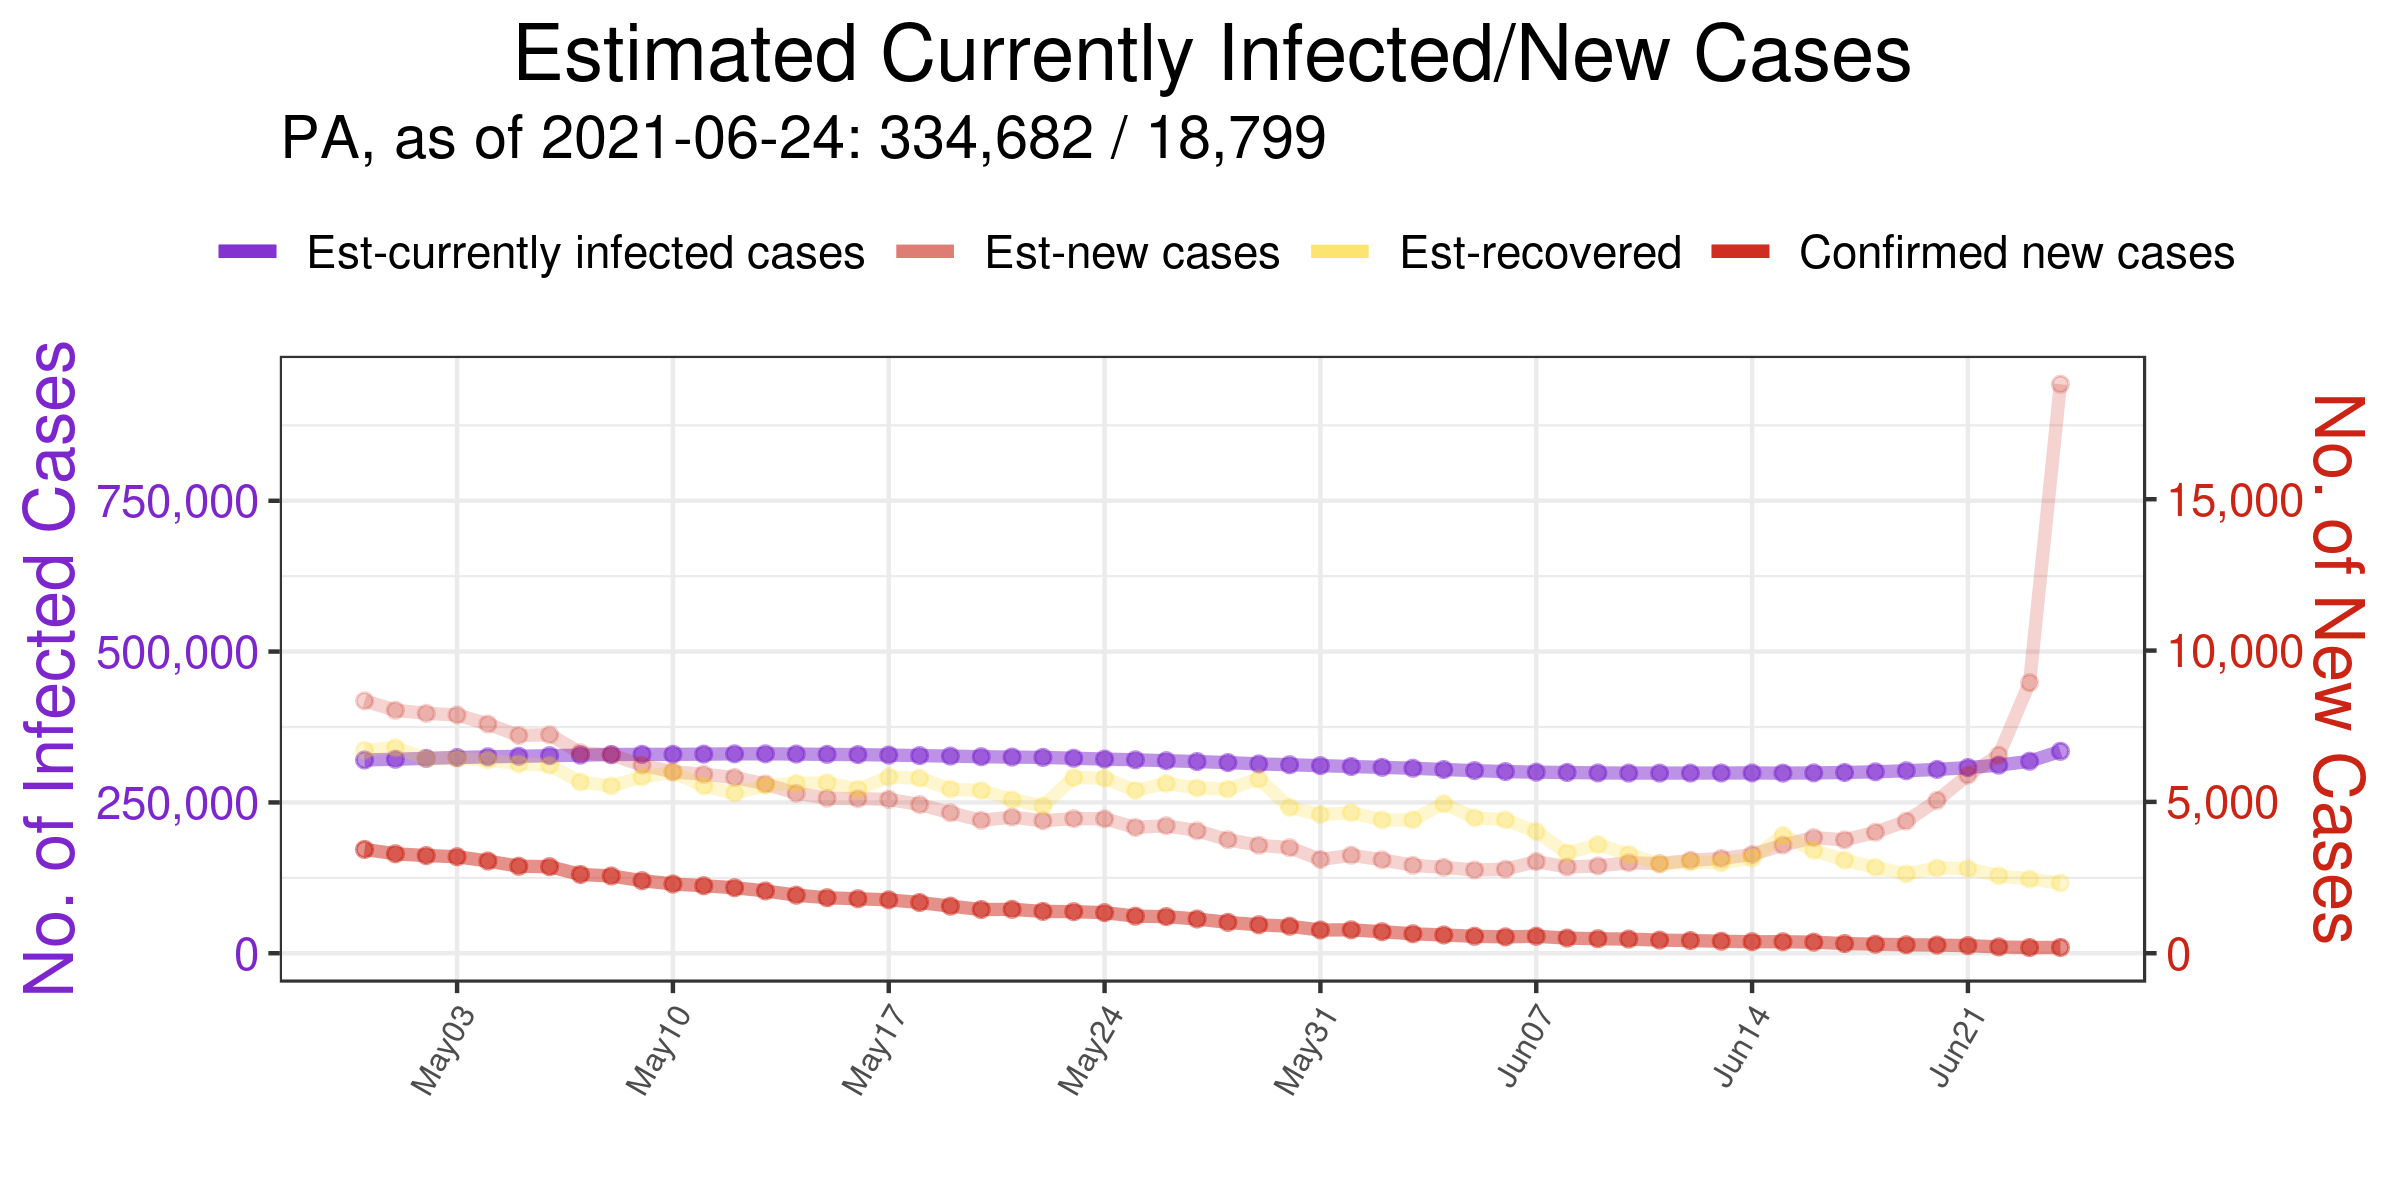 Estimated Currently Infected/New Cases
PA, as of 2021-06-24: 334,682 / 18,799
Est-currently infected cases Est-new cases Est-recovered Confirmed new cases
No. of Infected Cases
750,000
500,000
250,000
0
15,000
10,000
5,000
0
No. of New Cases
May03 May10 May17 May24 May31 Jun07 Jun14 Jun21